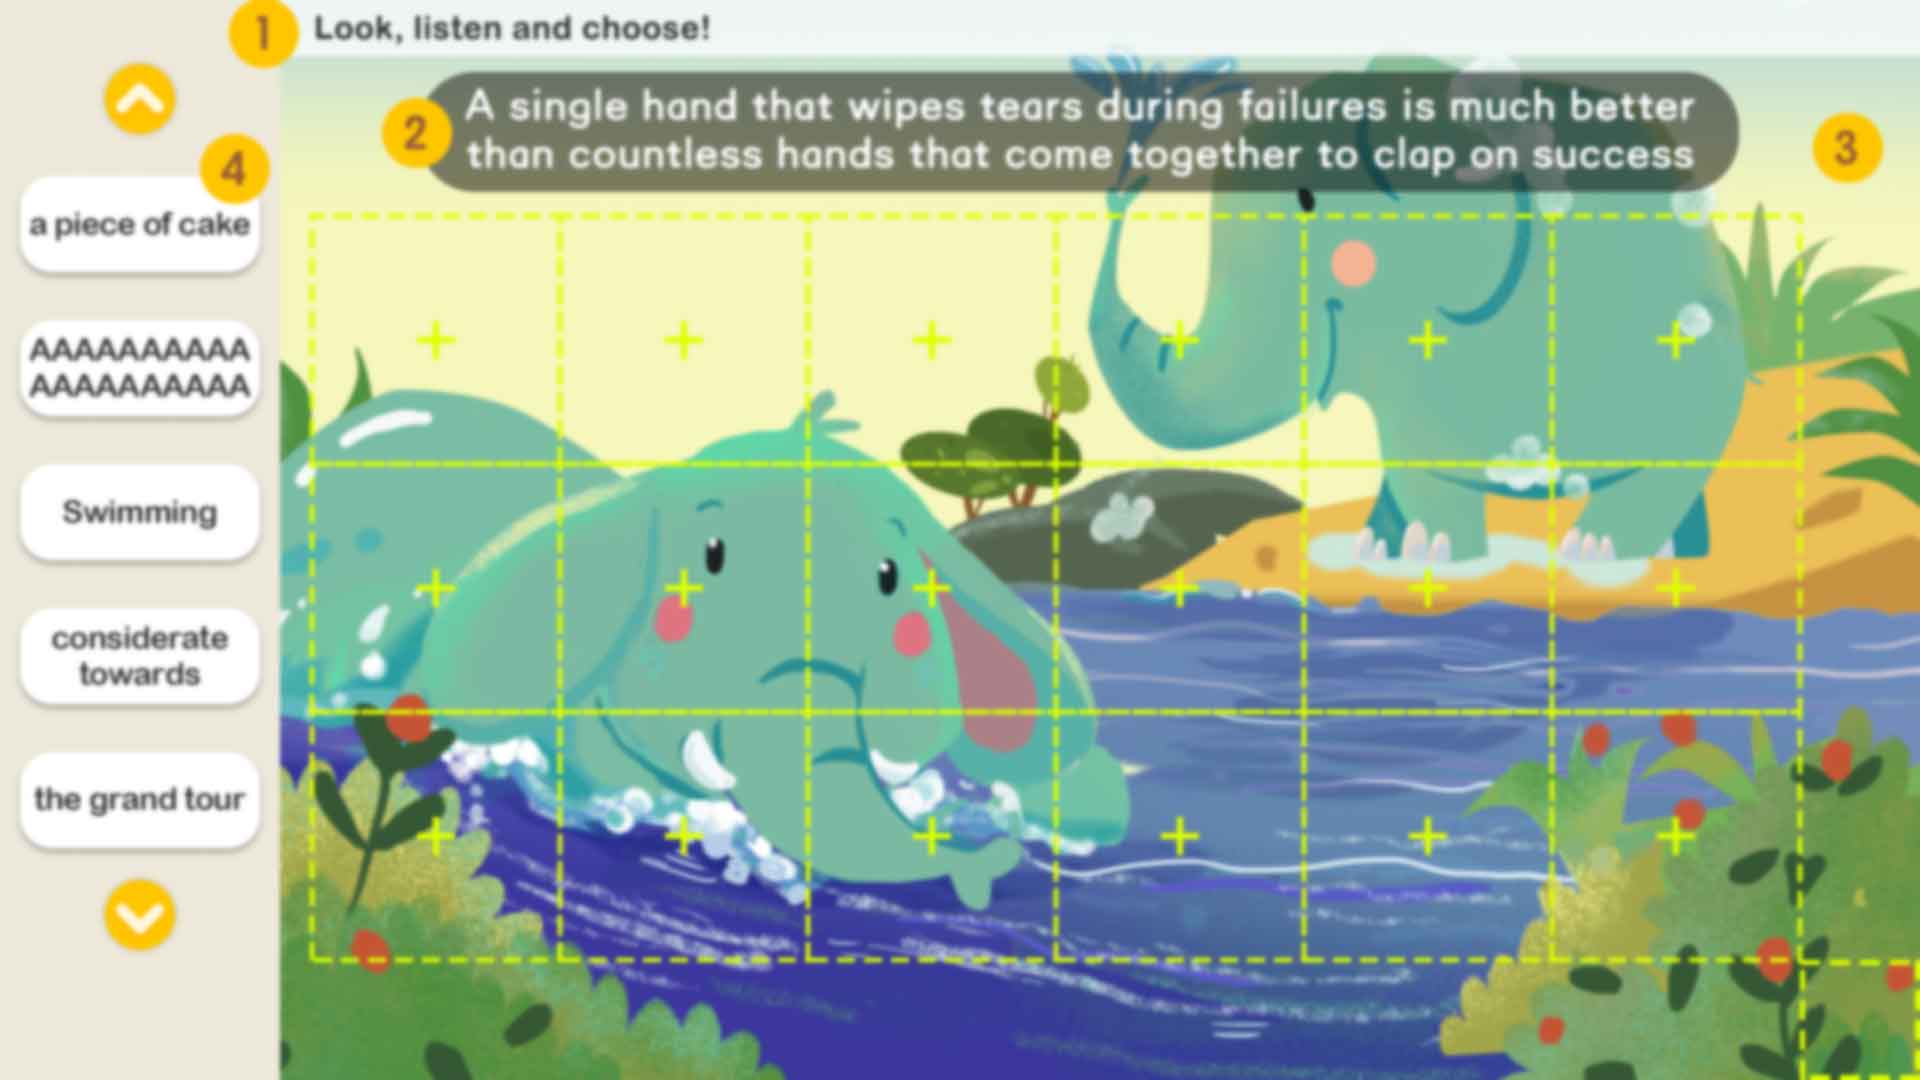 1
Look, listen and choose!
2
A single hand that wipes tears during failures is much better
than countless hands that come together to clap on success
3
4
a piece of cake
AAAAAAAAAA
AAAAAAAAAA
Swimming
considerate
towards
the grand tour